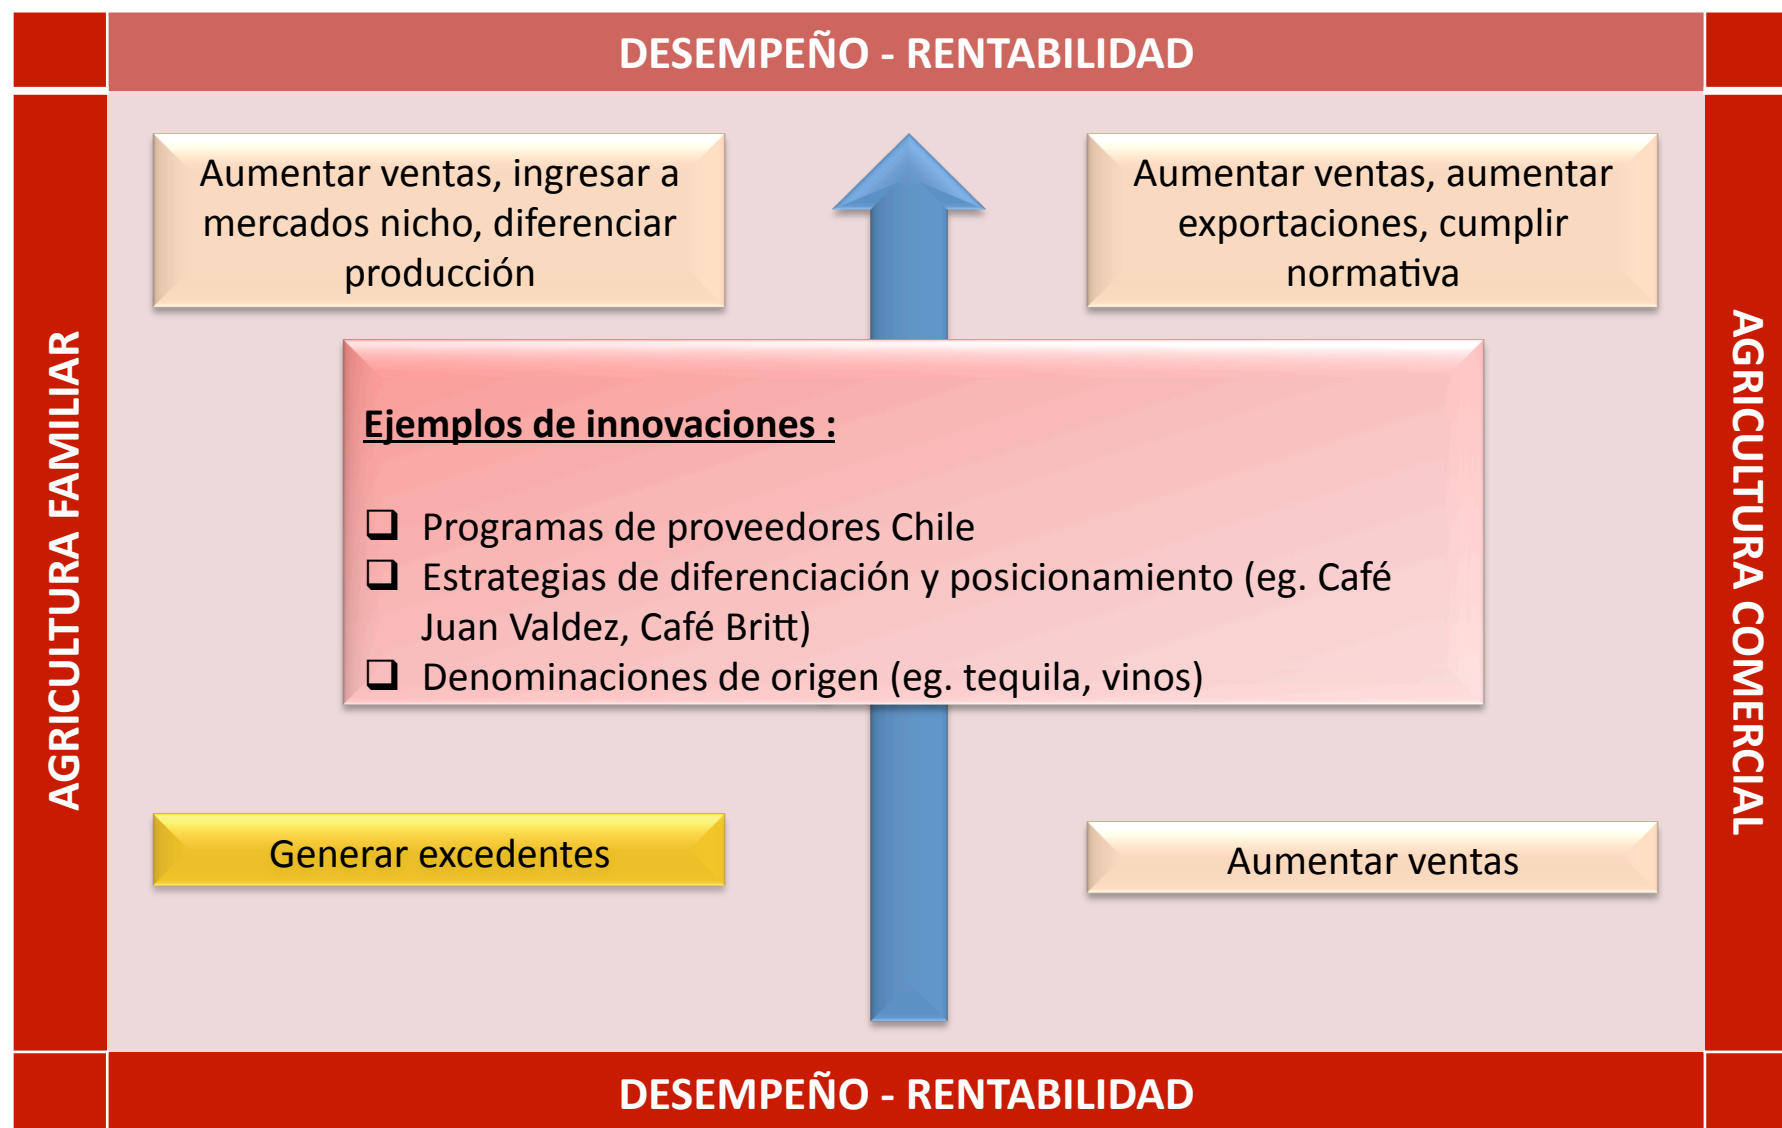 DESEMPEÑO - RENTABILIDAD
AGRICULTURA FAMILIAR
Aumentar ventas, ingresar a
mercados nicho, diferenciar
producción
Aumentar ventas, aumentar
exportaciones, cumplir
normativa
AGRICULTURA COMERCIAL
Ejemplos de innovaciones :
❑ Programas de proveedores Chile
❑ Estrategias de diferenciación y posicionamiento (eg. Café
Juan Valdez, Café Britt)
❑ Denominaciones de origen (eg. tequila, vinos)
Generar excedentes
Aumentar ventas
DESEMPEÑO - RENTABILIDAD